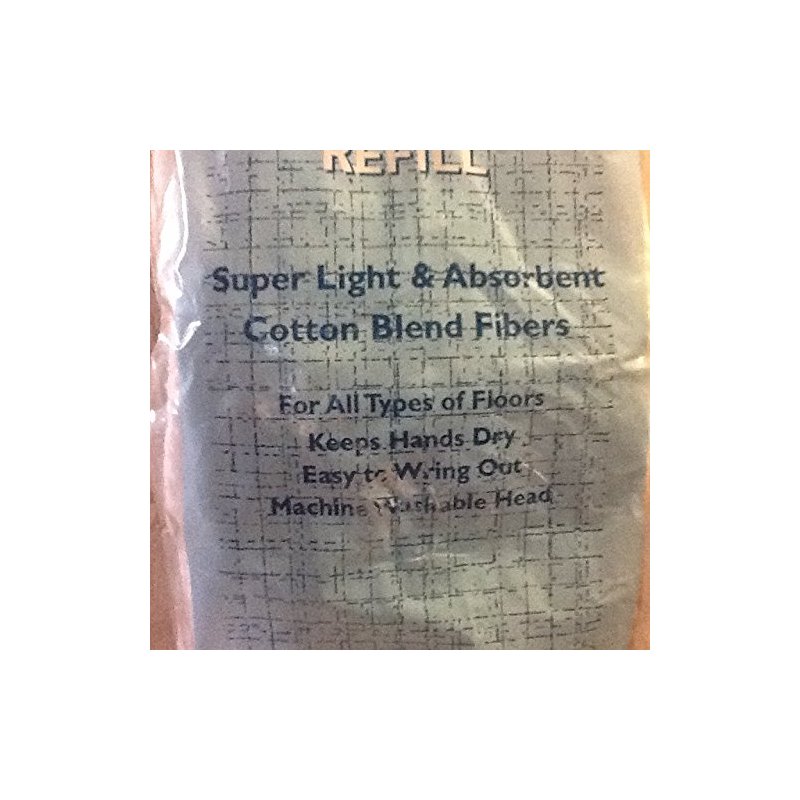 REFILL
Super Light & Absorbent
Cotton Blend Fibers
For All Types of Floors
Keeps Hands Dry
Easy to Wring Out
Machine Washable Head